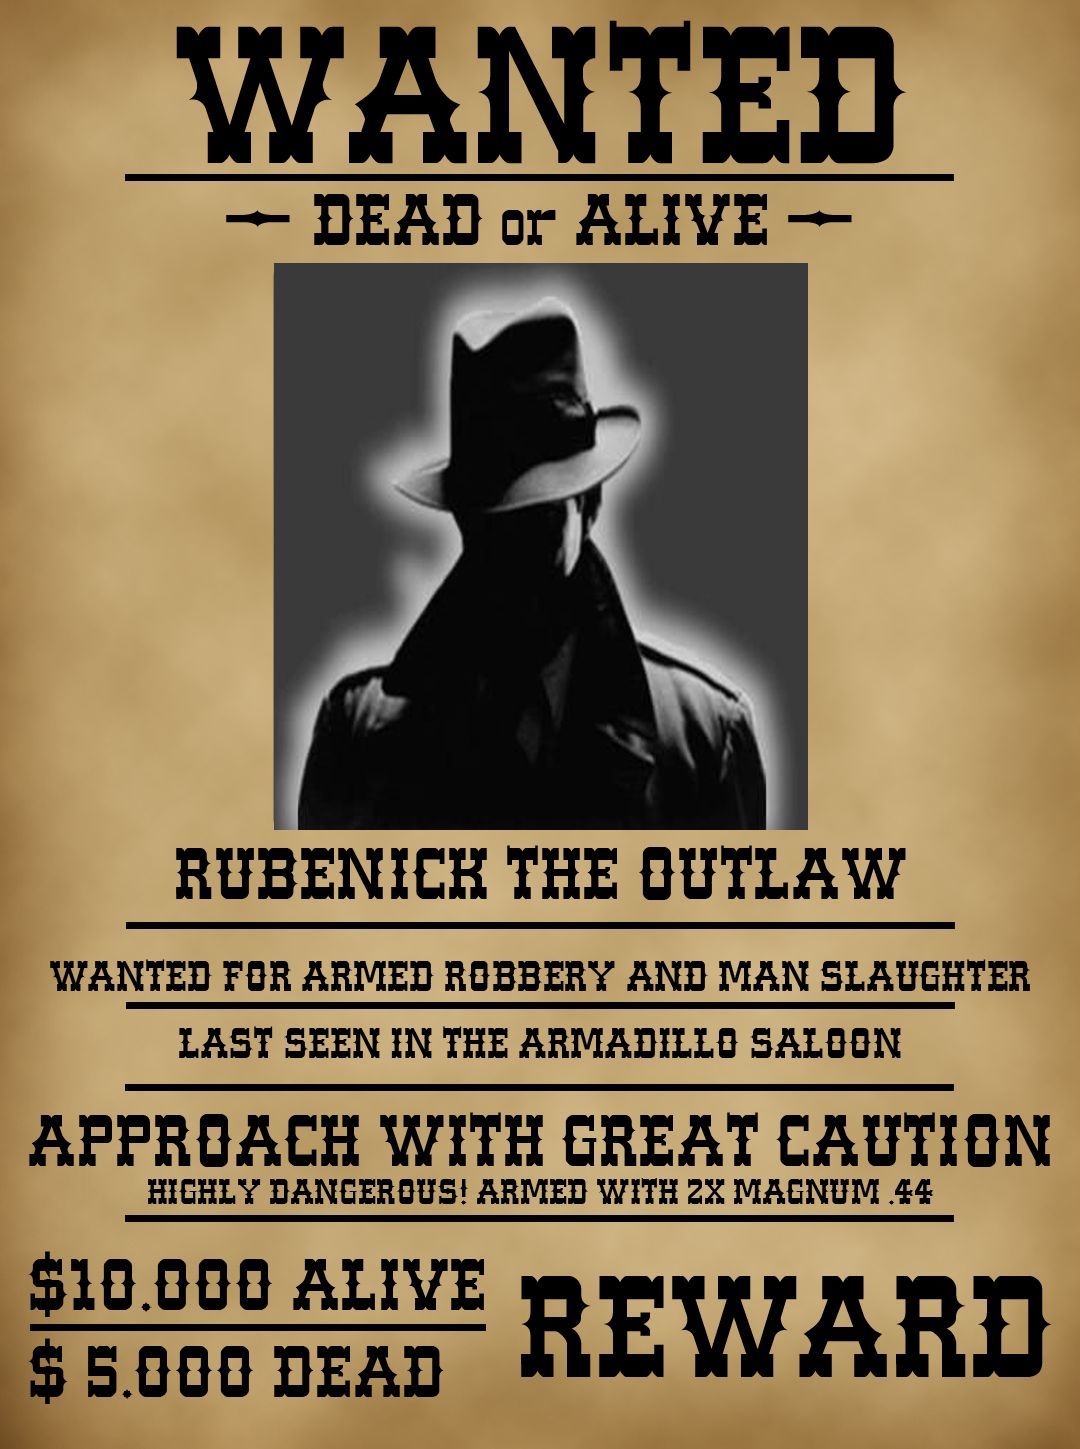 WANTED
DEAD or ALIVE
RUBENICK THE OUTLAW
WANTED FOR ARMED ROBBERY AND MAN SLAUGHTER
LAST SEEN IN THE ARMADILLO SALOON
APPROACH WITH GREAT CAUTION
HIGHLY DANGEROUS! ARMED WITH 2X MAGNUM .44
$10.000 ALIVE
$ 5.000 DEAD
REWARD